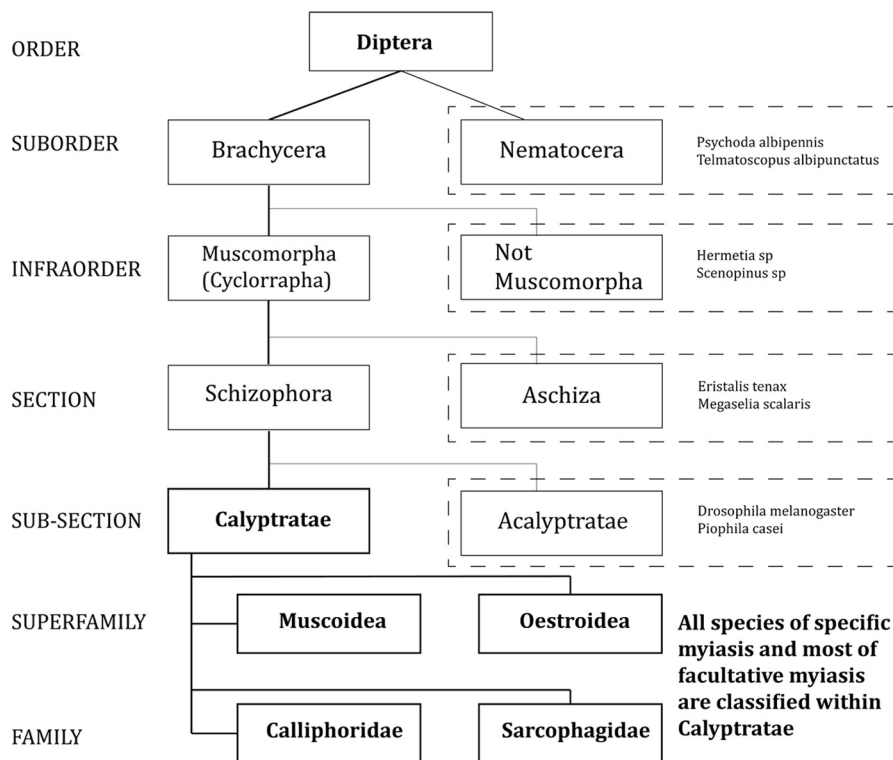 ORDER
Diptera
SUBORDER
Brachycera
Nematocera
Psychoda albipennis
Telmatoscopus albipunctatus
INFRAORDER
Muscomorpha
(Cyclorrapha)
Not
Muscomorpha
Hermetia sp
Scenopinus sp
SECTION
Schizophora
Aschiza
Eristalis tenax
Megaselia scalaris
SUB-SECTION
Calyptratae
Acalyptratae
Drosophila melanogaster
Piophila casei
SUPERFAMILY
Muscoidea
Oestroidea
All species of specific
myiasis and most of
facultative myiasis
are classified within
Calyptratae
FAMILY
Calliphoridae
Sarcophagidae